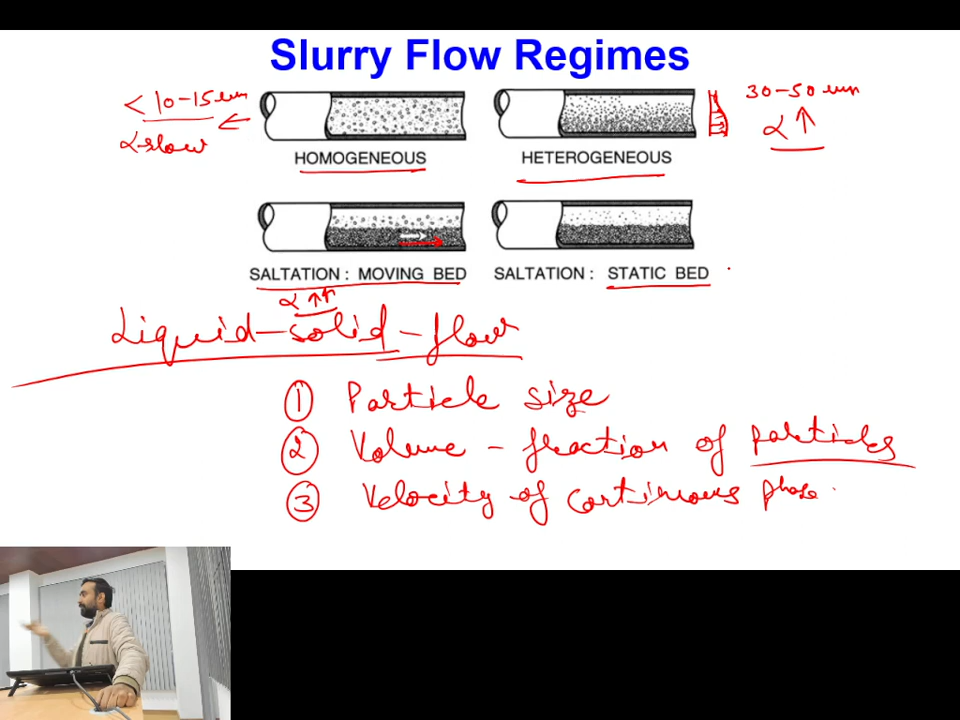 Slurry Flow Regimes
< 10-15 um
α-slow
30-50 um
α ↑
HOMOGENEOUS
HETEROGENEOUS
SALTATION: MOVING BED
SALTATION: STATIC BED
α ↑↑
Liquid-solid-flow
① Particle size
② Volume - fraction of particles
③ Velocity of continuous phase